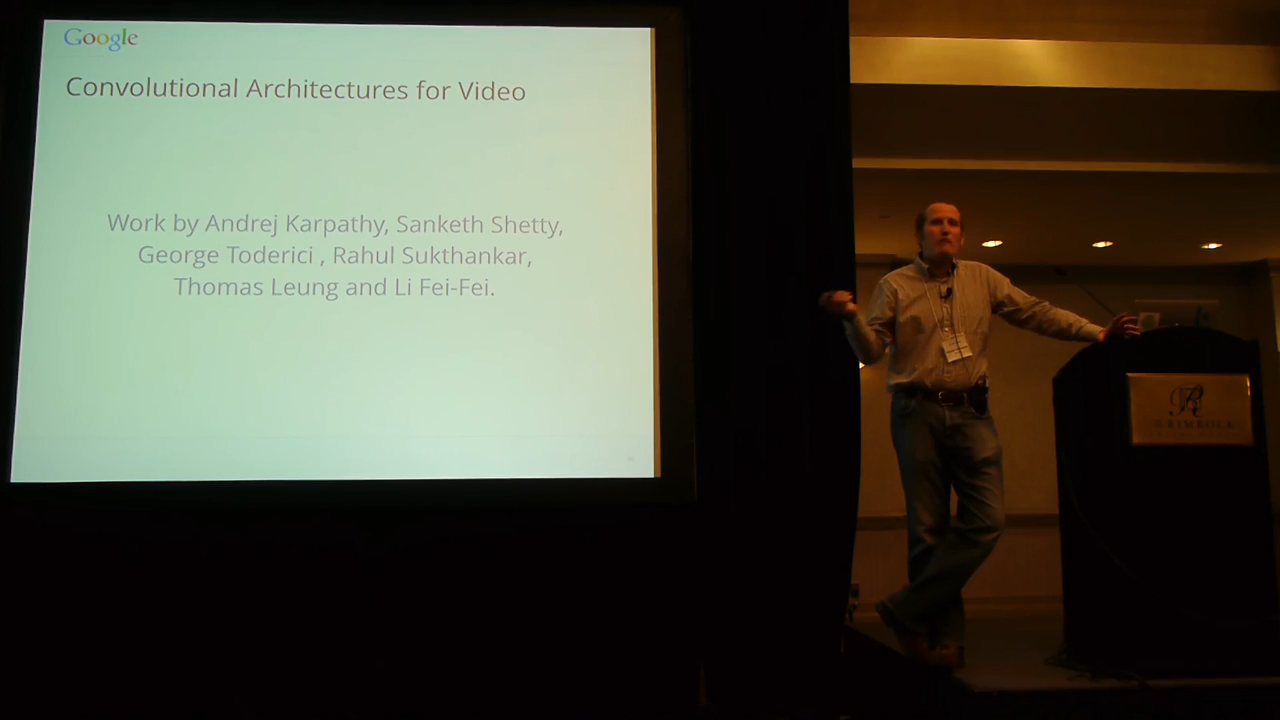 Google
Convolutional Architectures for Video
Work by Andrej Karpathy, Sanketh Shetty,
George Toderici , Rahul Sukthankar,
Thomas Leung and Li Fei-Fei.
RIMROCK